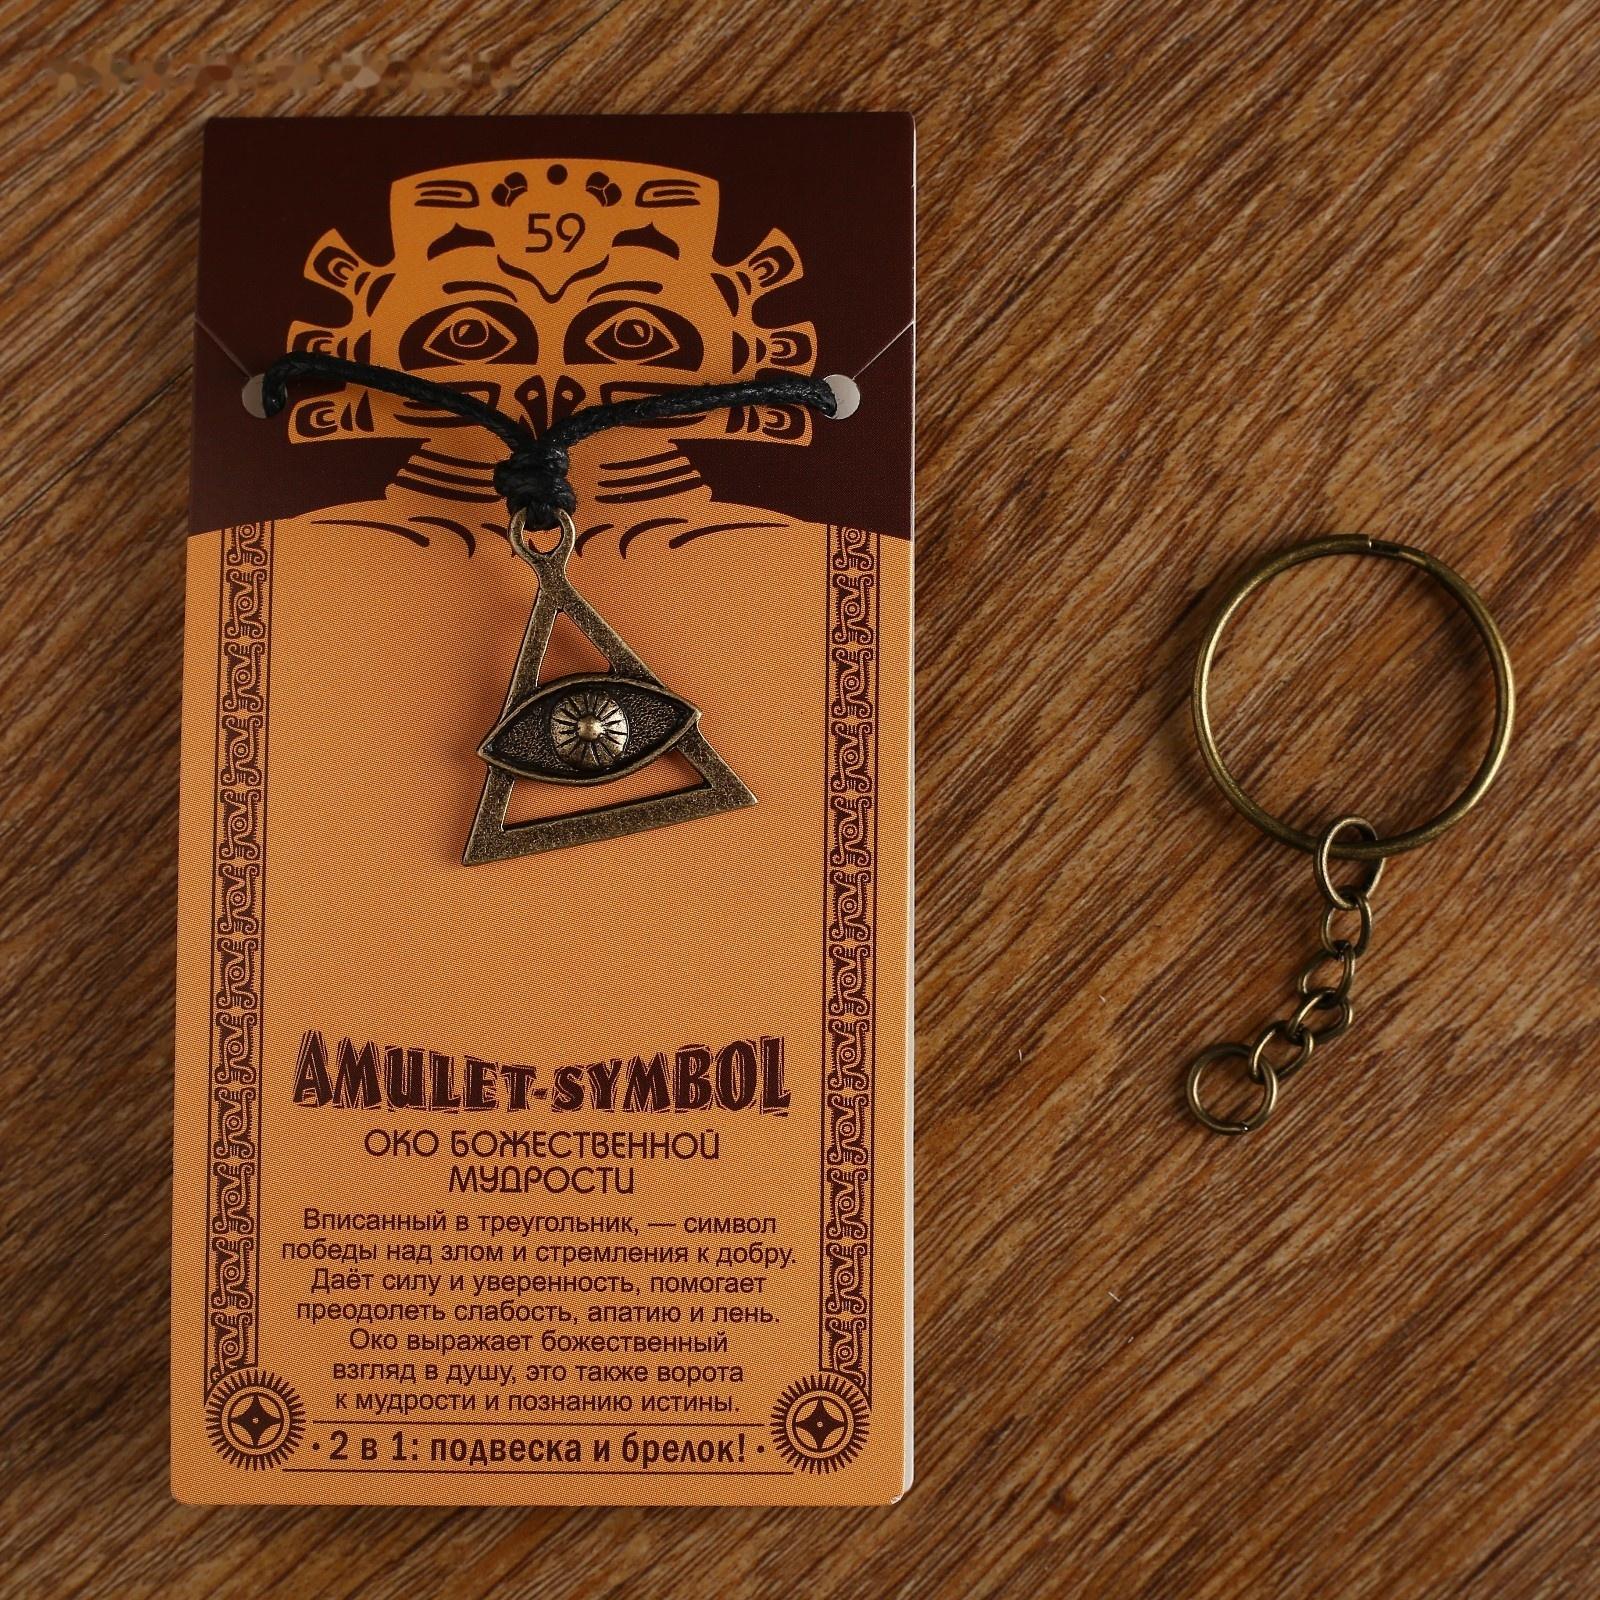 59
AMULET-SYMBOL
ОКО БОЖЕСТВЕННОЙ
МУДРОСТИ
Вписанный в треугольник, — символ
победы над злом и стремления к добру.
Даёт силу и уверенность, помогает
преодолеть слабость, апатию и лень.
Око выражает божественный
взгляд в душу, это также ворота
к мудрости и познанию истины.
· 2 в 1: подвеска и брелок! ·